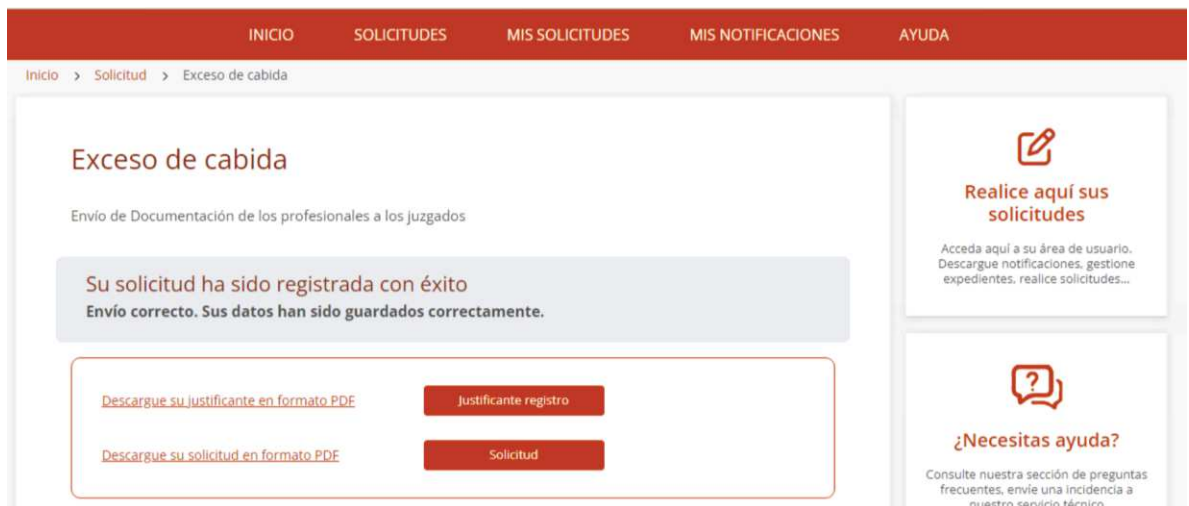 INICIO SOLICITUDES MIS SOLICITUDES MIS NOTIFICACIONES AYUDA
Inicio > Solicitud > Exceso de cabida
Exceso de cabida
Envío de Documentación de los profesionales a los juzgados
Su solicitud ha sido registrada con éxito
Envío correcto. Sus datos han sido guardados correctamente.
Descargue su justificante en formato PDF
Justificante registro
Descargue su solicitud en formato PDF
Solicitud
Realice aquí sus
solicitudes
Acceda aquí a su área de usuario.
Descargue notificaciones, gestione
expedientes, realice solicitudes...
¿Necesitas ayuda?
Consulte nuestra sección de preguntas
frecuentes, envíe una incidencia a
nuestro servicio técnico